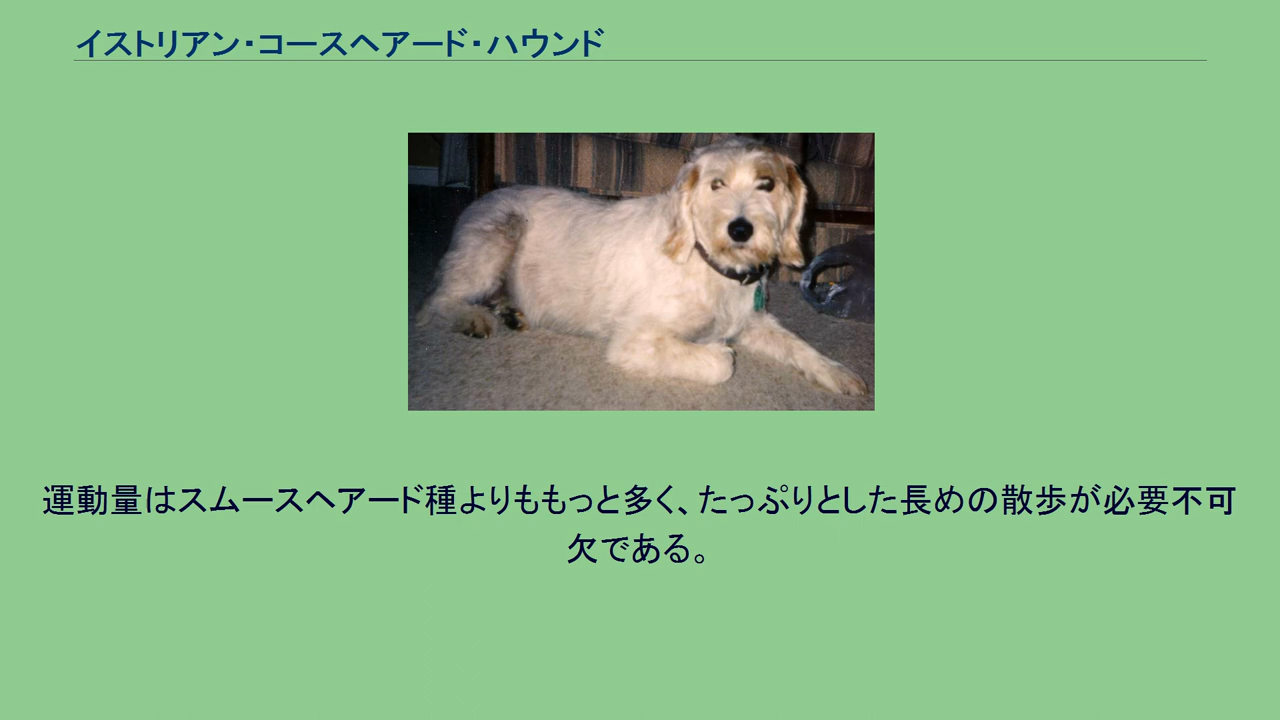 イストリアン・コースヘアード・ハウンド
運動量はスムースヘアード種よりももっと多く、たっぷりとした長めの散歩が必要不可
欠である。